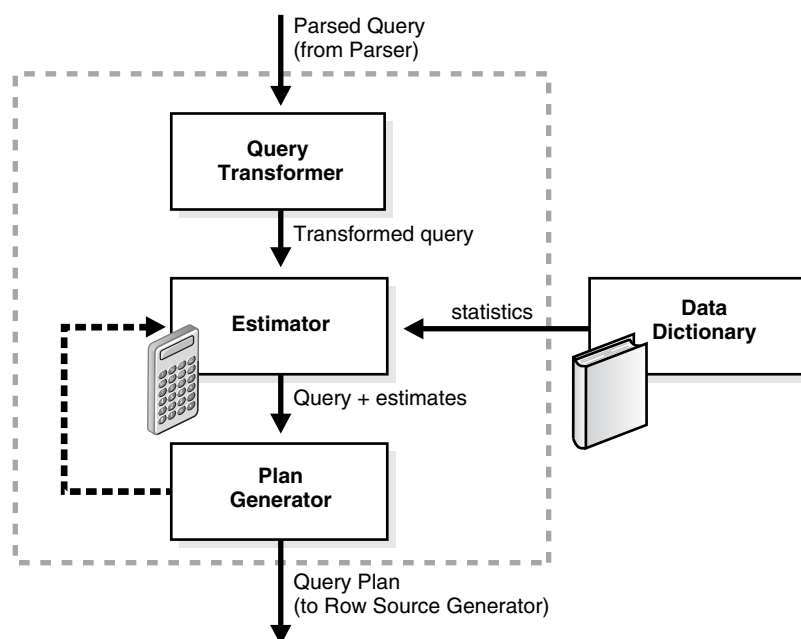 Parsed Query
(from Parser)
Query
Transformer
Transformed query
Estimator
statistics
Data
Dictionary
Query + estimates
Plan
Generator
Query Plan
(to Row Source Generator)